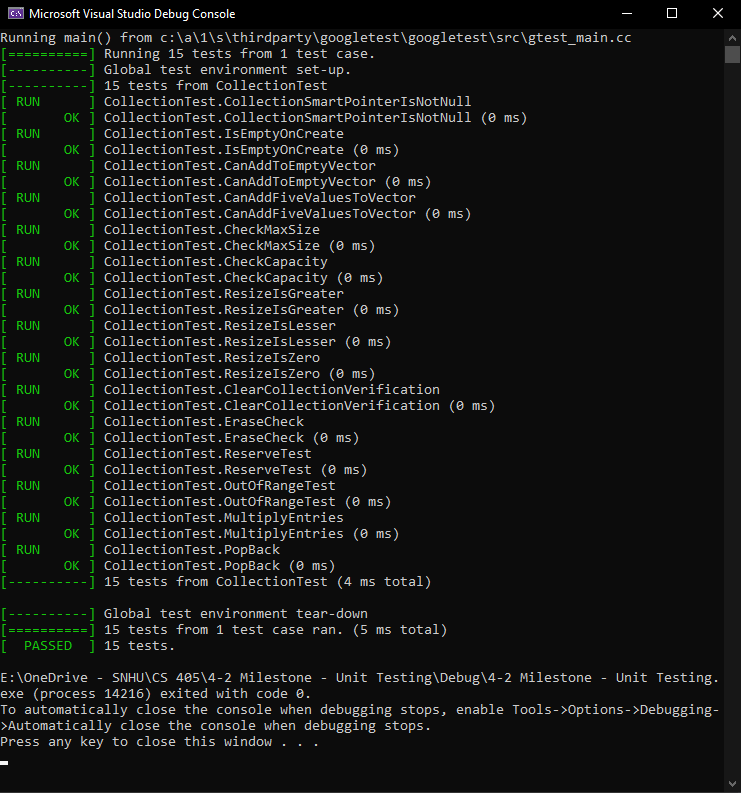 Microsoft Visual Studio Debug Console
Running main() from c:\a\1\s\thirdparty\googletest\googletest\src\gtest_main.cc
[==========] Running 15 tests from 1 test case.
[----------] Global test environment set-up.
[----------] 15 tests from CollectionTest
[ RUN      ] CollectionTest.CollectionSmartPointerIsNotNull
[       OK ] CollectionTest.CollectionSmartPointerIsNotNull (0 ms)
[ RUN      ] CollectionTest.IsEmptyOnCreate
[       OK ] CollectionTest.IsEmptyOnCreate (0 ms)
[ RUN      ] CollectionTest.CanAddToEmptyVector
[       OK ] CollectionTest.CanAddToEmptyVector (0 ms)
[ RUN      ] CollectionTest.CanAddFiveValuesToVector
[       OK ] CollectionTest.CanAddFiveValuesToVector (0 ms)
[ RUN      ] CollectionTest.CheckMaxSize
[       OK ] CollectionTest.CheckMaxSize (0 ms)
[ RUN      ] CollectionTest.CheckCapacity
[       OK ] CollectionTest.CheckCapacity (0 ms)
[ RUN      ] CollectionTest.ResizeIsGreater
[       OK ] CollectionTest.ResizeIsGreater (0 ms)
[ RUN      ] CollectionTest.ResizeIsLesser
[       OK ] CollectionTest.ResizeIsLesser (0 ms)
[ RUN      ] CollectionTest.ResizeIsZero
[       OK ] CollectionTest.ResizeIsZero (0 ms)
[ RUN      ] CollectionTest.ClearCollectionVerification
[       OK ] CollectionTest.ClearCollectionVerification (0 ms)
[ RUN      ] CollectionTest.EraseCheck
[       OK ] CollectionTest.EraseCheck (0 ms)
[ RUN      ] CollectionTest.ReserveTest
[       OK ] CollectionTest.ReserveTest (0 ms)
[ RUN      ] CollectionTest.OutOfRangeTest
[       OK ] CollectionTest.OutOfRangeTest (0 ms)
[ RUN      ] CollectionTest.MultiplyEntries
[       OK ] CollectionTest.MultiplyEntries (0 ms)
[ RUN      ] CollectionTest.PopBack
[       OK ] CollectionTest.PopBack (0 ms)
[----------] 15 tests from CollectionTest (4 ms total)
[----------] Global test environment tear-down
[==========] 15 tests from 1 test case ran. (5 ms total)
[  PASSED  ] 15 tests.
E:\OneDrive - SNHU\CS 405\4-2 Milestone - Unit Testing\Debug\4-2 Milestone - Unit Testing.
exe (process 14216) exited with code 0.
To automatically close the console when debugging stops, enable Tools->Options->Debugging-
>Automatically close the console when debugging stops.
Press any key to close this window . . .